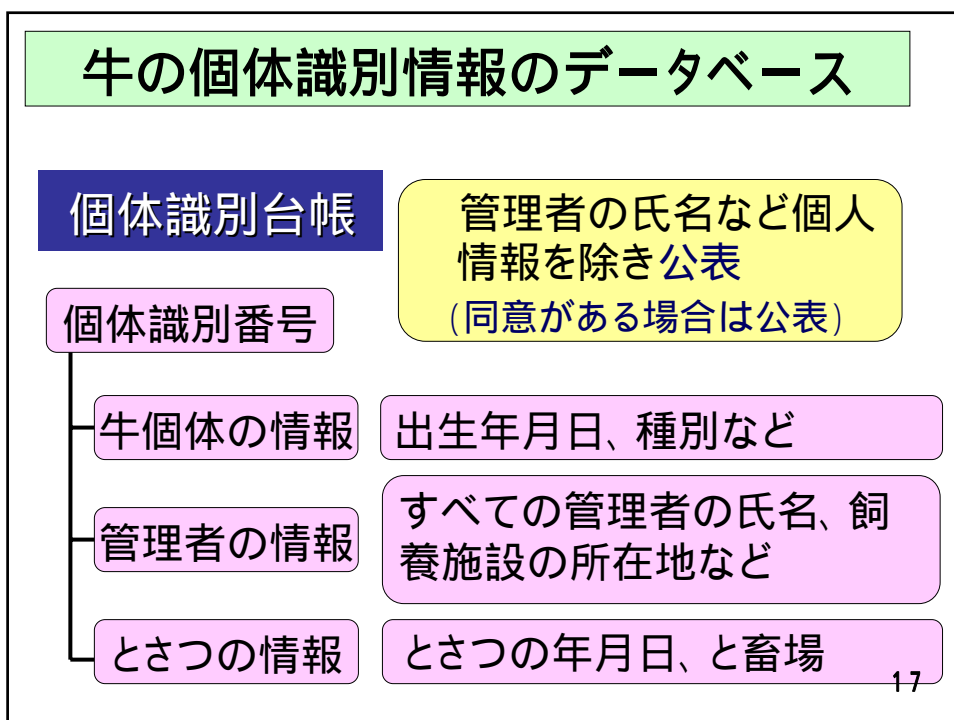 牛の個体識別情報のデータベース
個体識別台帳
管理者の氏名など個人
情報を除き公表
(同意がある場合は公表)
個体識別番号
牛個体の情報
出生年月日、種別など
管理者の情報
すべての管理者の氏名、飼
養施設の所在地など
とさつの情報
とさつの年月日、と畜場
17